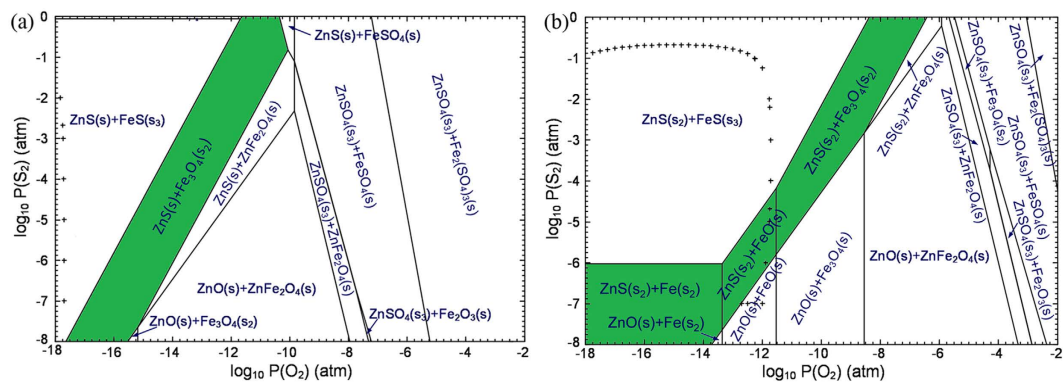 (a)
0
-1
-2
-3
-4
-5
-6
-7
-8
log10 P(S2) (atm)
-18
-16
-14
-12
-10
-8
-6
-4
-2
log10 P(O2) (atm)
ZnS(s)+FeSO4(s)
ZnS(s)+FeS(s3)
ZnS(s)+Fe3O4(s2)
ZnS(s)+ZnFe2O4(s)
ZnSO4(s3)+FeSO4(s)
ZnSO4(s3)+Fe2(SO4)3(s)
ZnSO4(s3)+ZnFe2O4(s)
ZnO(s)+ZnFe2O4(s)
ZnO(s)+Fe3O4(s2)
ZnSO4(s3)+Fe2O3(s)
(b)
0
-1
-2
-3
-4
-5
-6
-7
-8
log10 P(S2) (atm)
-18
-16
-14
-12
-10
-8
-6
-4
-2
log10 P(O2) (atm)
ZnS(s2)+FeS(s3)
ZnS(s2)+Fe3O4(s2)
ZnS(s2)+ZnFe2O4(s)
ZnSO4(s3)+ZnFe2O4(s)
ZnSO4(s3)+Fe3O4(s2)
ZnSO4(s3)+Fe2(SO4)3(s)
ZnSO4(s3)+FeSO4(s)
ZnSO4(s3)+Fe2O3(s)
ZnS(s2)+FeO(s)
ZnS(s2)+Fe(s2)
ZnO(s)+Fe(s2)
ZnO(s)+FeO(s)
ZnO(s)+Fe3O4(s)
ZnO(s)+ZnFe2O4(s)